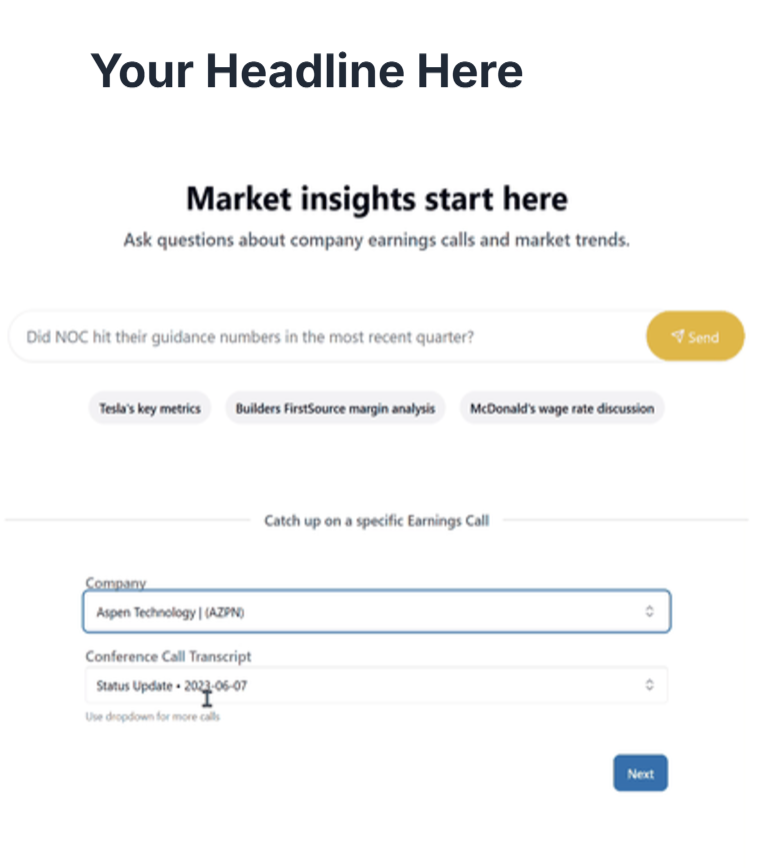 Your Headline Here
Market insights start here
Ask questions about company earnings calls and market trends.
Did NOC hit their guidance numbers in the most recent quarter?
Send
Tesla's key metrics
Builders FirstSource margin analysis
McDonald's wage rate discussion
Catch up on a specific Earnings Call
Company
Aspen Technology | (AZPN)
Conference Call Transcript
Status Update • 2023-06-07
Use dropdown for more calls
Next